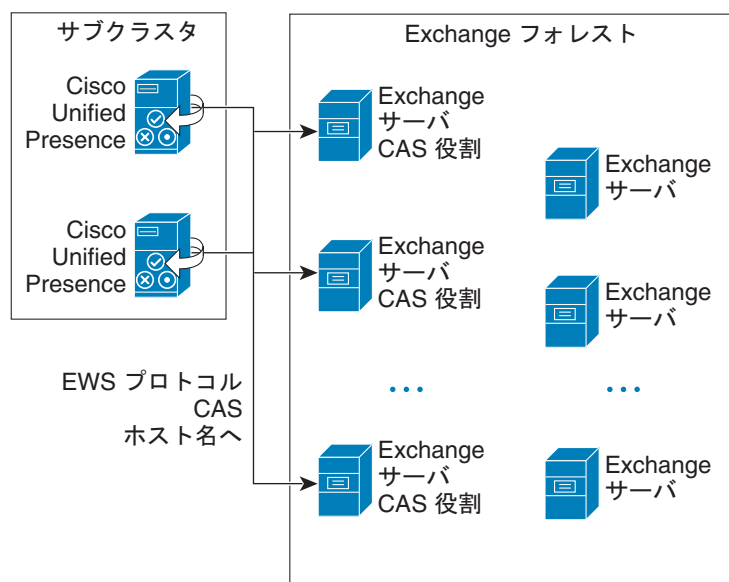 サブクラスタ
Cisco
Unified
Presence
Cisco
Unified
Presence
EWS プロトコル
CAS
ホスト名へ
Exchange フォレスト
Exchange
サーバ
CAS 役割
Exchange
サーバ
Exchange
サーバ
CAS 役割
Exchange
サーバ
...
...
Exchange
サーバ
CAS 役割
Exchange
サーバ